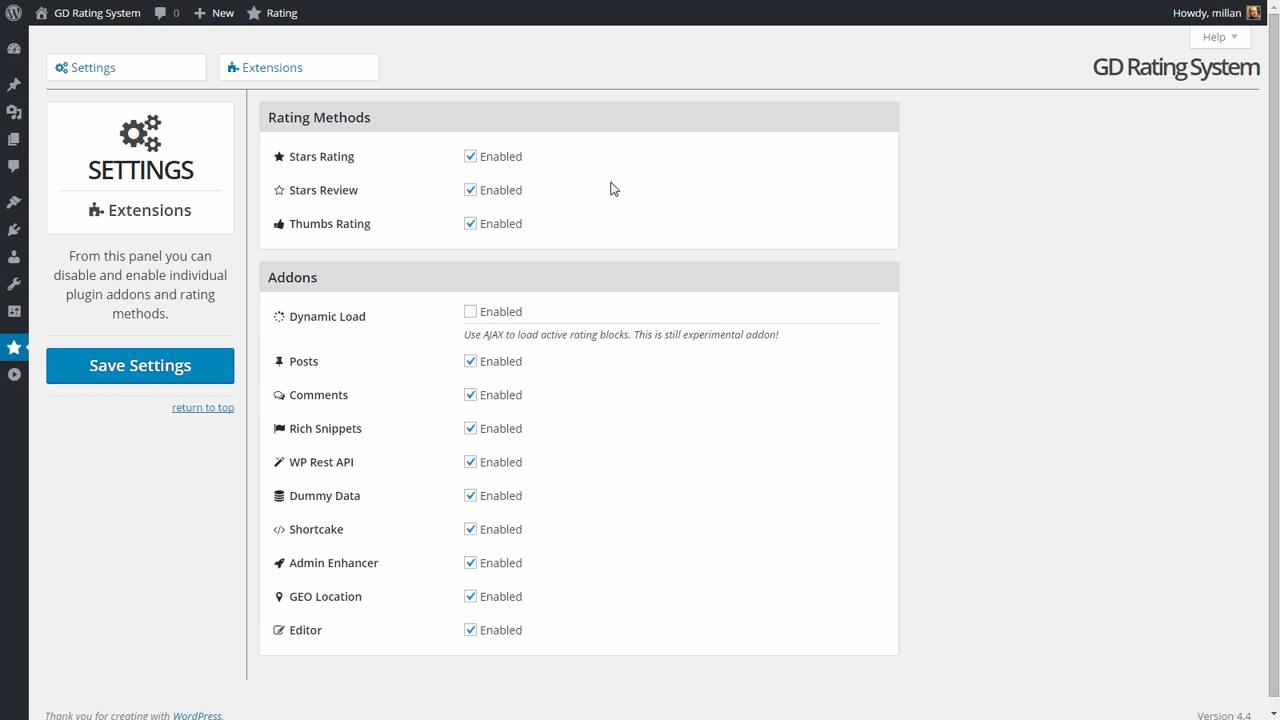 GD Rating System 0 New Rating Howdy, millan
Help
Settings Extensions GD Rating System
SETTINGS
Extensions
From this panel you can
disable and enable individual
plugin addons and rating
methods.
Save Settings
return to top
Rating Methods
Stars Rating Enabled
Stars Review Enabled
Thumbs Rating Enabled
Addons
Dynamic Load Enabled
Use AJAX to load active rating blocks. This is still experimental addon!
Posts Enabled
Comments Enabled
Rich Snippets Enabled
WP Rest API Enabled
Dummy Data Enabled
Shortcake Enabled
Admin Enhancer Enabled
GEO Location Enabled
Editor Enabled
Thank you for creating with WordPress. Version 4.4